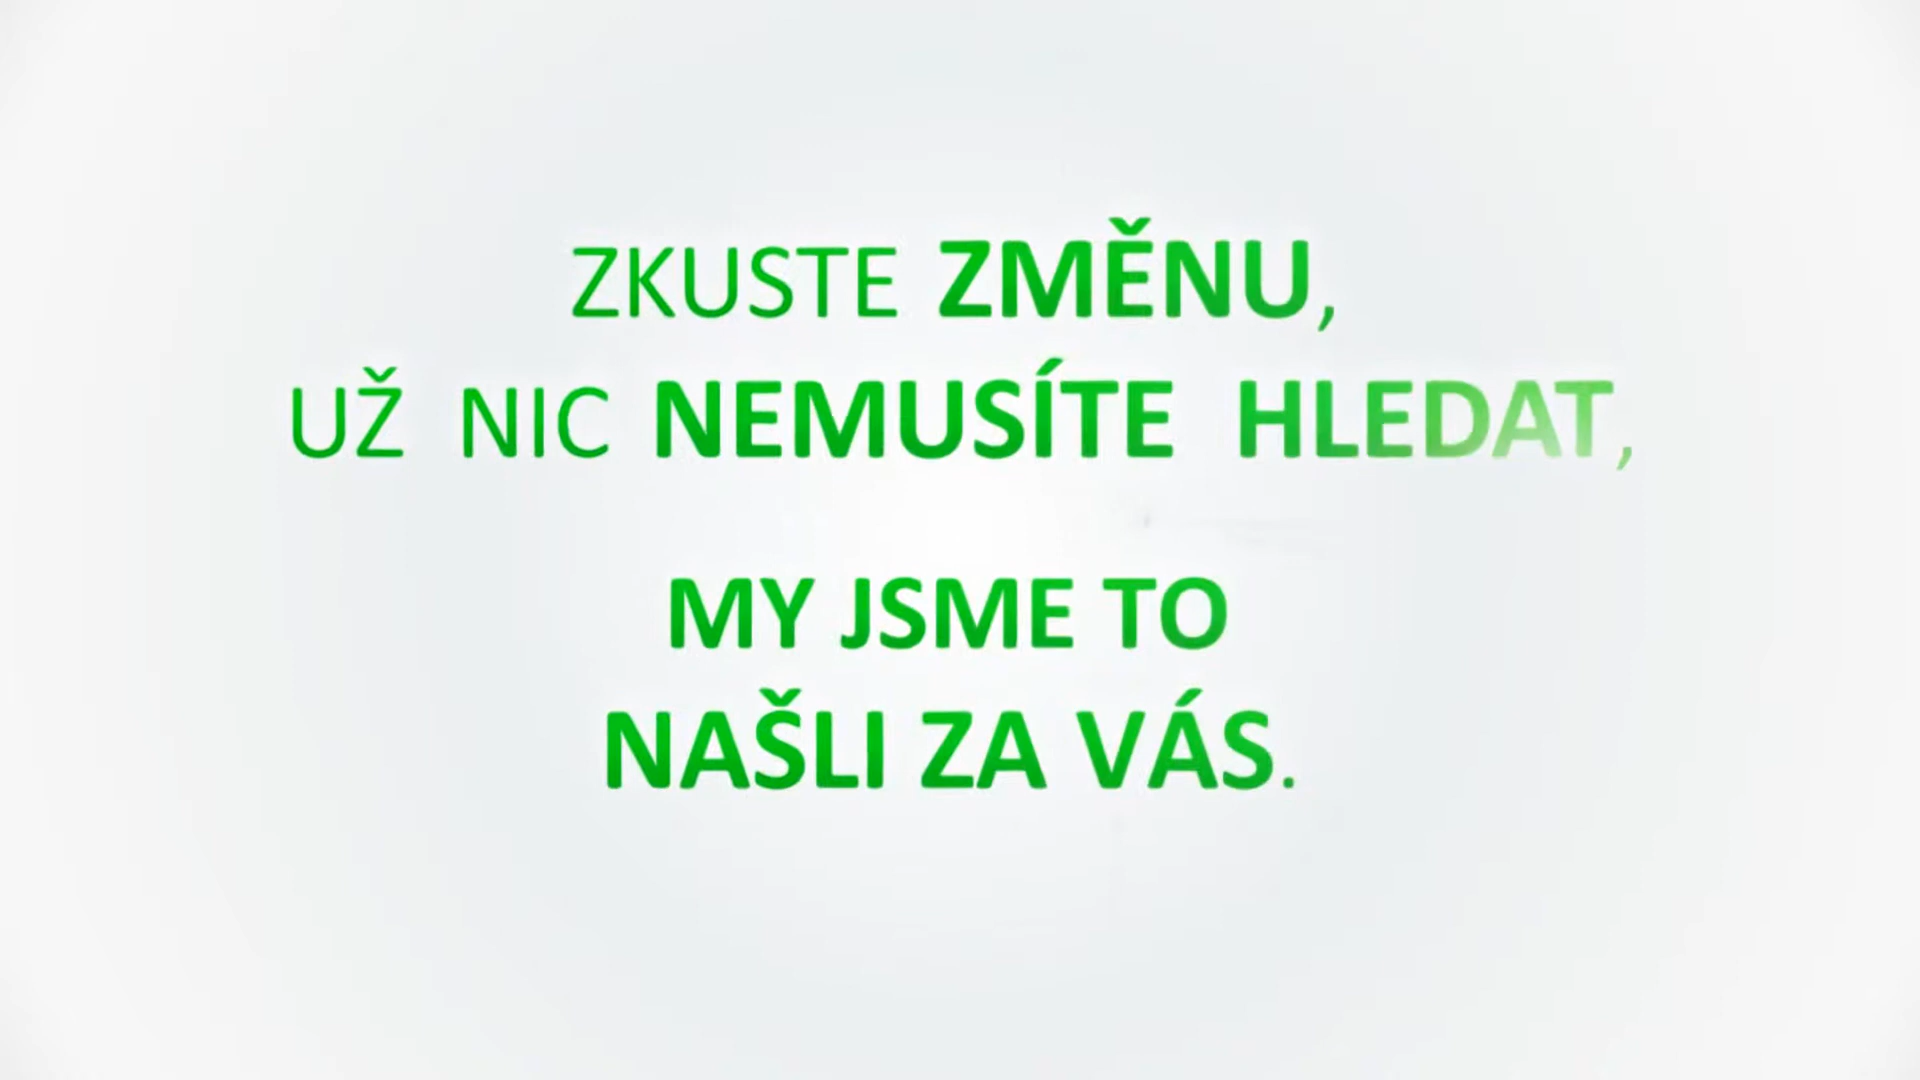 ZKUSTE ZMĚNU,
UŽ NIC NEMUSÍTE HLEDAT,
MY JSME TO
NAŠLI ZA VÁS.